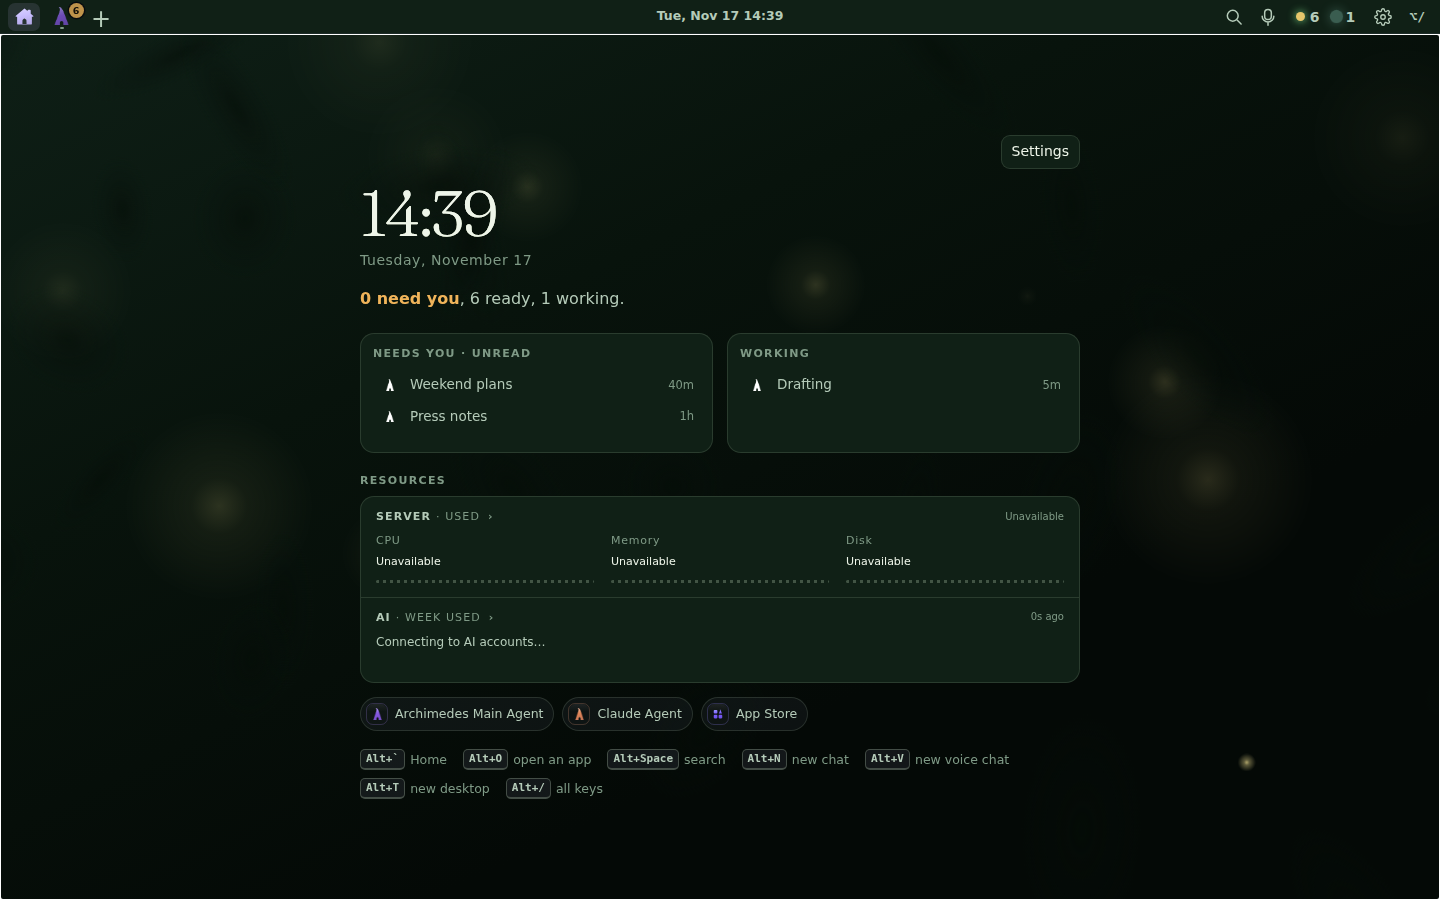 6
Tue, Nov 17 14:39
6 1
⌥/
Settings
14:39
Tuesday, November 17
0 need you, 6 ready, 1 working.
NEEDS YOU · UNREAD
Weekend plans 40m
Press notes 1h
WORKING
Drafting 5m
RESOURCES
SERVER · USED › Unavailable
CPU Memory Disk
Unavailable Unavailable Unavailable
AI · WEEK USED › 0s ago
Connecting to AI accounts…
Archimedes Main Agent Claude Agent App Store
Alt+` Home Alt+O open an app Alt+Space search Alt+N new chat Alt+V new voice chat
Alt+T new desktop Alt+/ all keys